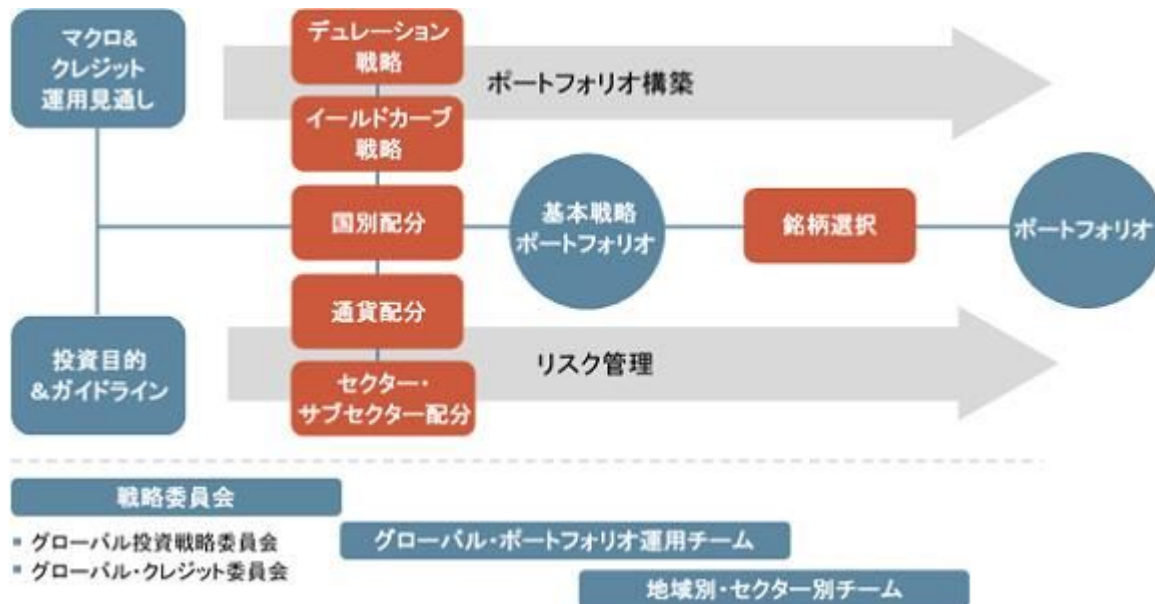 マクロ&
クレジット
運用見通し
デュレーション
戦略
ポートフォリオ構築
イールドカーブ
戦略
国別配分
基本戦略
ポートフォリオ
銘柄選択
ポートフォリオ
通貨配分
投資目的
&ガイドライン
リスク管理
セクター・
サブセクター配分
戦略委員会
▪ グローバル投資戦略委員会
▪ グローバル・クレジット委員会
グローバル・ポートフォリオ運用チーム
地域別・セクター別チーム